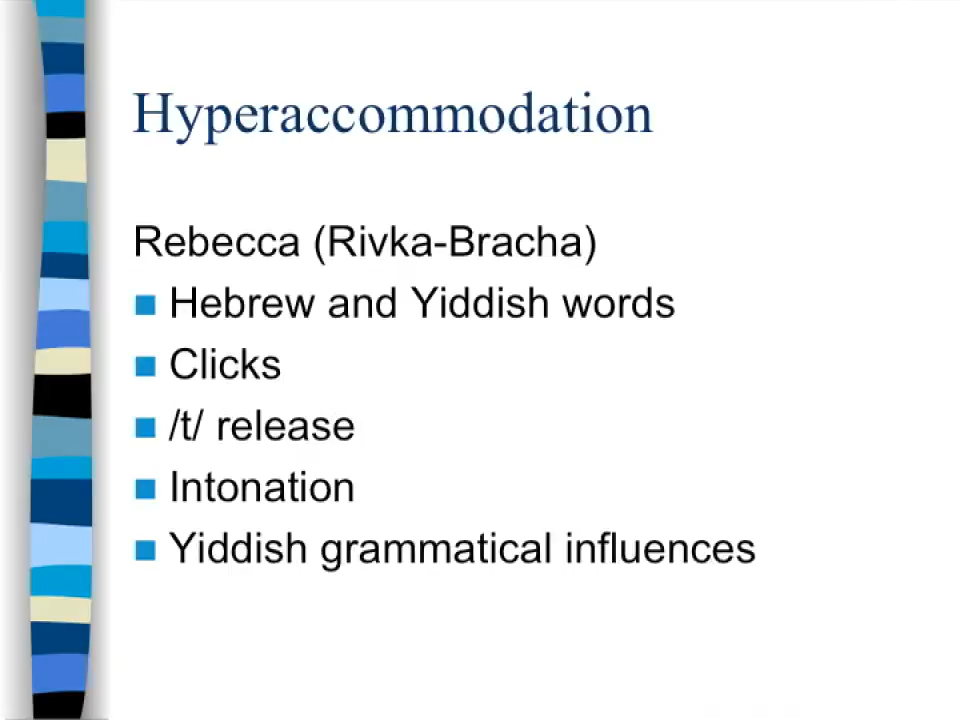 Hyperaccommodation
Rebecca (Rivka-Bracha)
Hebrew and Yiddish words
Clicks
/t/ release
Intonation
Yiddish grammatical influences